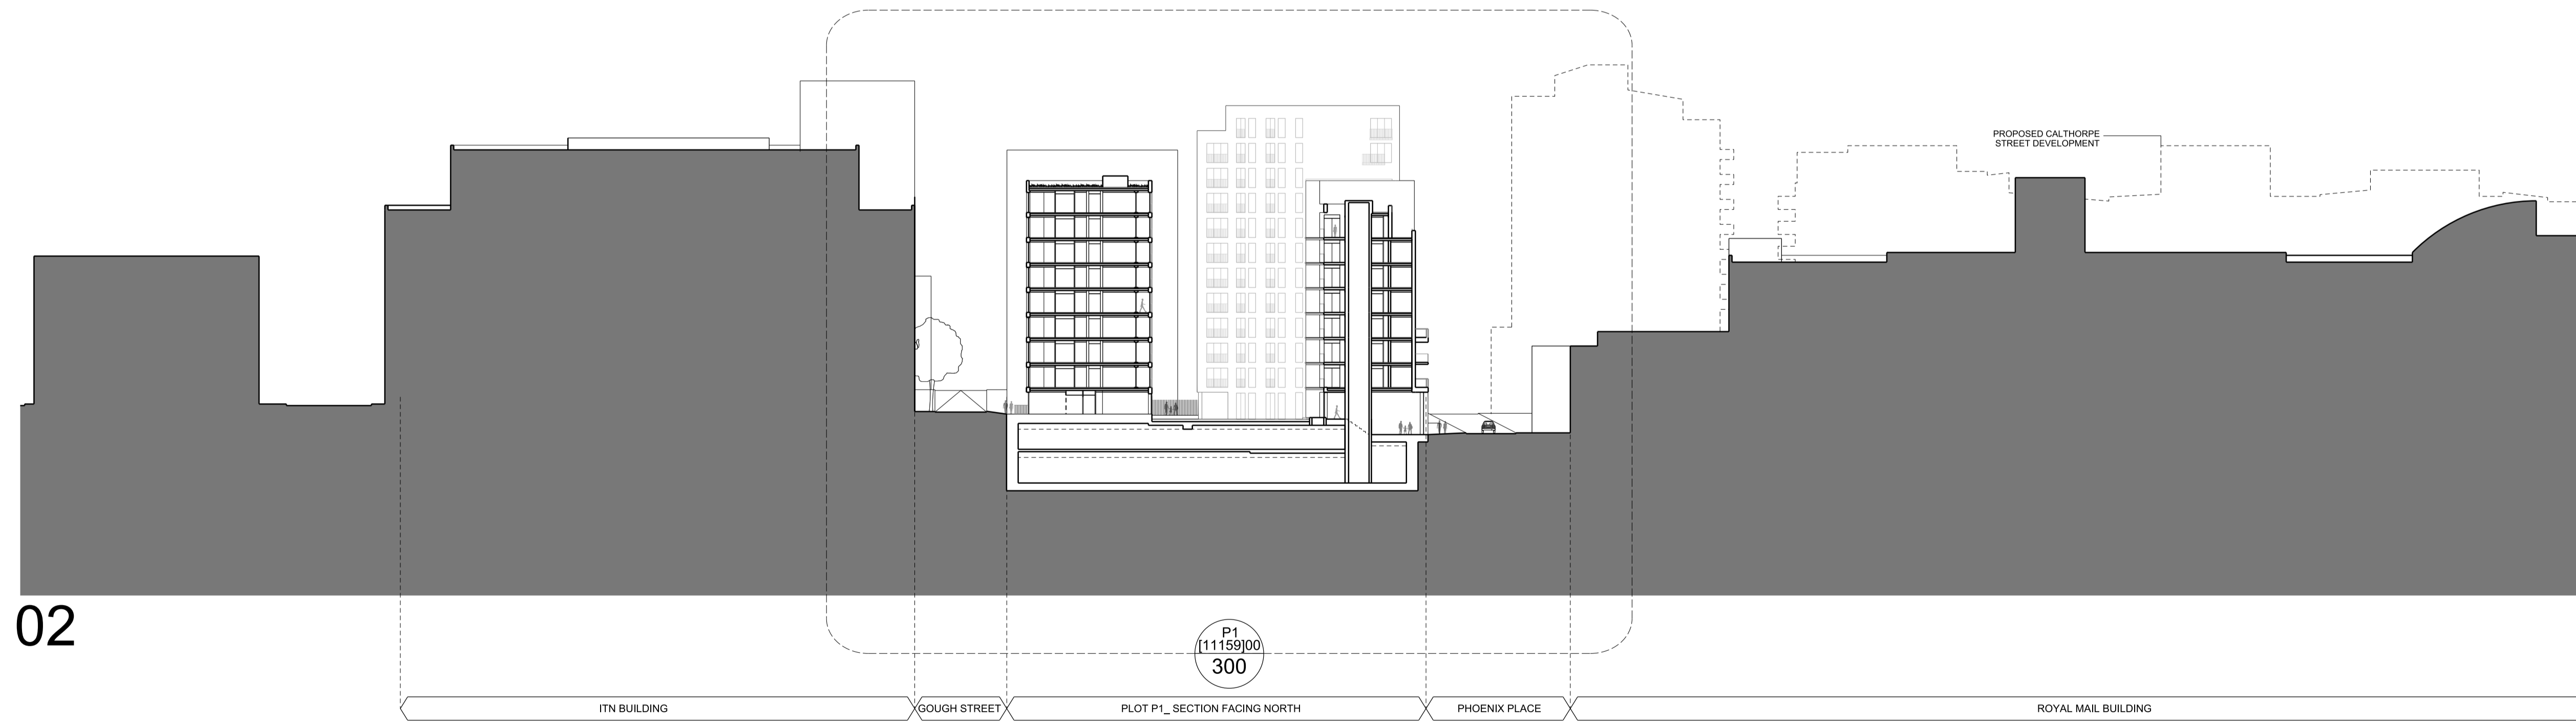 PROPOSED CALTHORPE
STREET DEVELOPMENT
02
P1
[11159]00
300
ITN BUILDING
GOUGH STREET
PLOT P1_ SECTION FACING NORTH
PHOENIX PLACE
ROYAL MAIL BUILDING